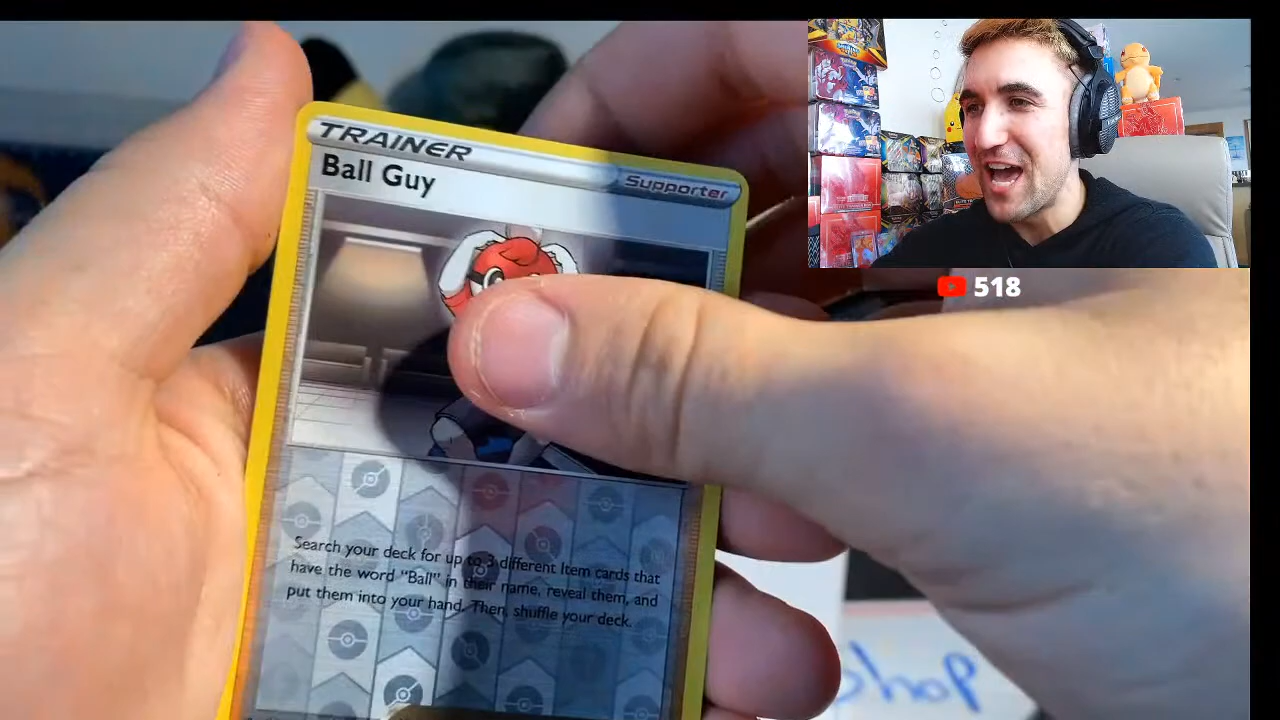 TRAINER
Ball Guy
Supporter
518
Search your deck for up to 3 different Item cards that
have the word "Ball" in their name, reveal them, and
put them into your hand. Then, shuffle your deck.
shop